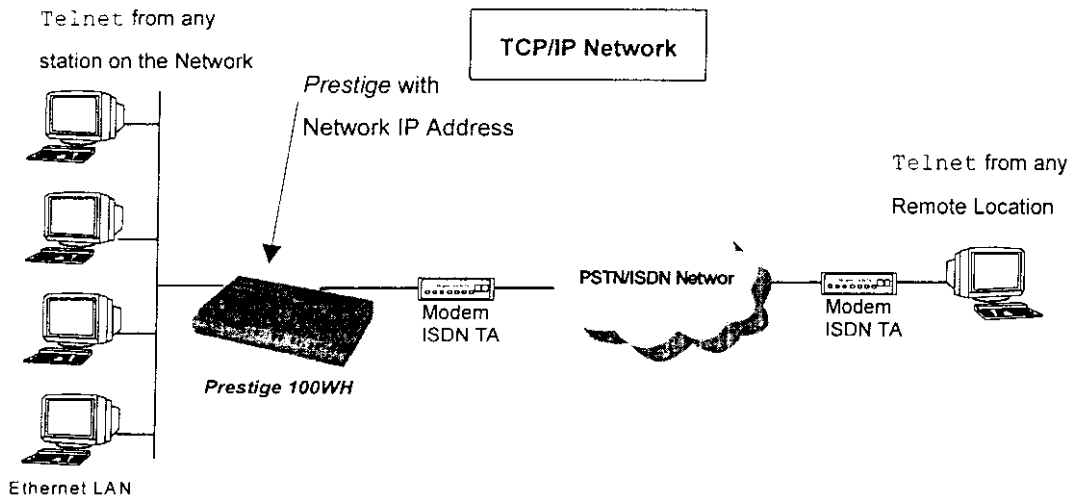 Telnet from any
station on the Network
TCP/IP Network
Prestige with
Network IP Address
Telnet from any
Remote Location
PSTN/ISDN Networ
Modem
ISDN TA
Modem
ISDN TA
Prestige 100WH
Ethernet LAN